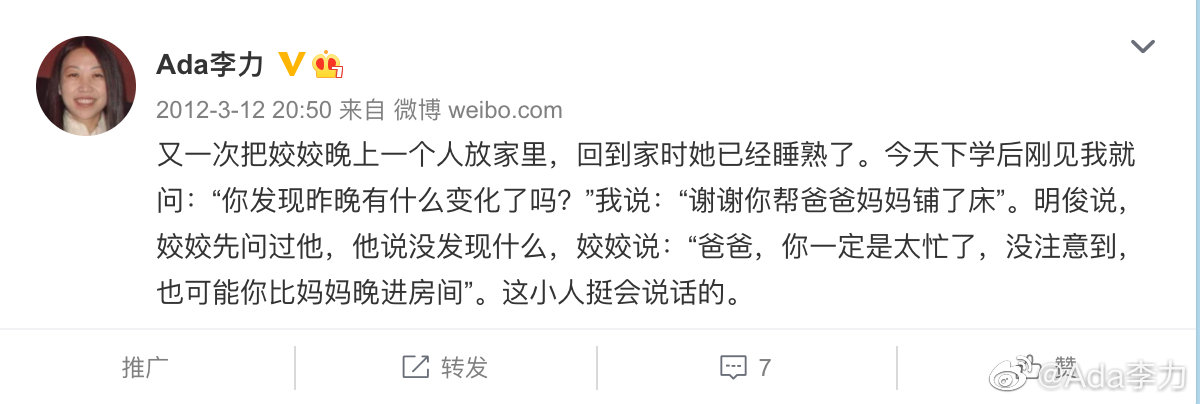 Ada李力
2012-3-12 20:50 来自 微博 weibo.com
又一次把姣姣晚上一个人放家里，回到家时她已经睡熟了。今天下学后刚见我就
问：“你发现昨晚有什么变化了吗？”我说：“谢谢你帮爸爸妈妈铺了床”。明俊说，
姣姣先问过他，他说没发现什么，姣姣说：“爸爸，你一定是太忙了，没注意到，
也可能你比妈妈晚进房间”。这小人挺会说话的。
推广 转发 7 赞
@Ada李力